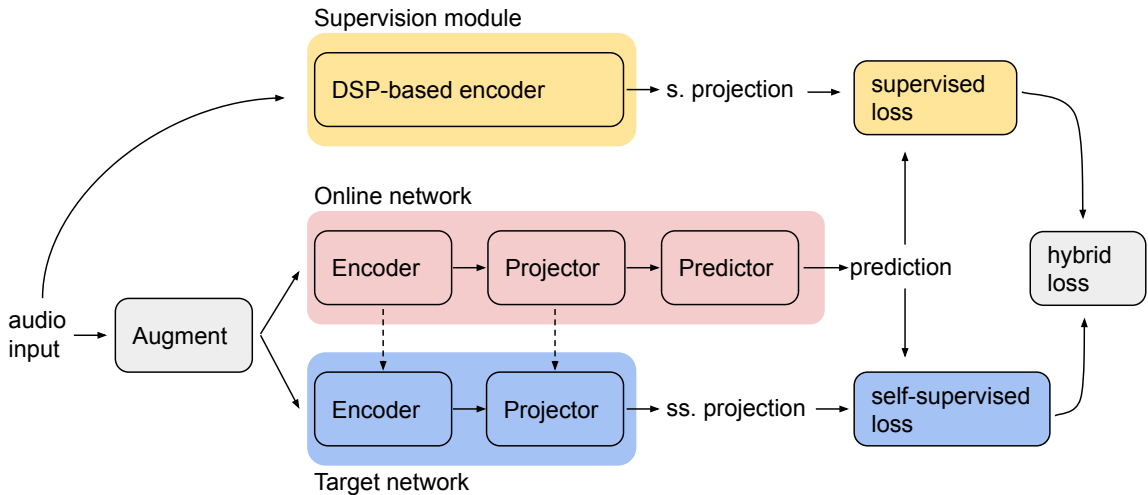 Supervision module
DSP-based encoder
s. projection
supervised
loss
Online network
Encoder
Projector
Predictor
prediction
hybrid
loss
audio
input
Augment
Encoder
Projector
ss. projection
self-supervised
loss
Target network